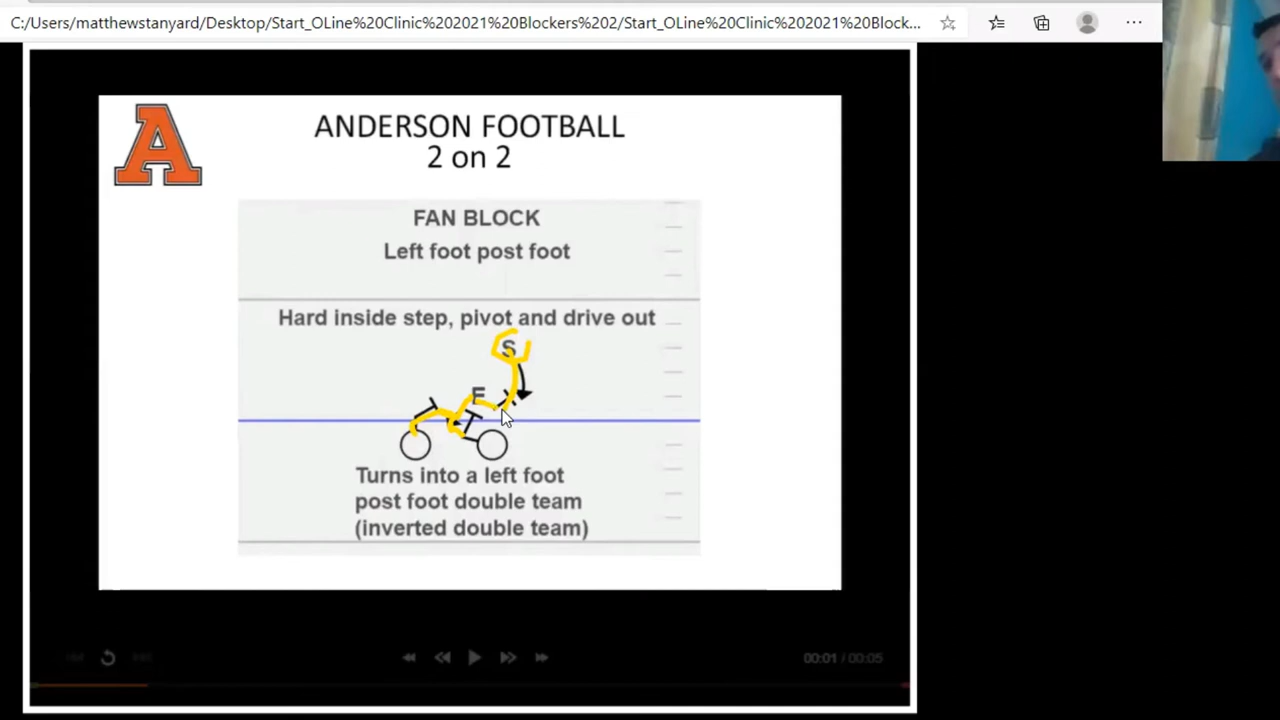 C:/Users/matthewstanyard/Desktop/Start_OLine%20Clinic%202021%20Blockers%202/Start_OLine%20Clinic%202021%20Block...
A
ANDERSON FOOTBALL
2 on 2
FAN BLOCK
Left foot post foot
Hard inside step, pivot and drive out
S
E
Turns into a left foot
post foot double team
(inverted double team)
00:01 / 00:05